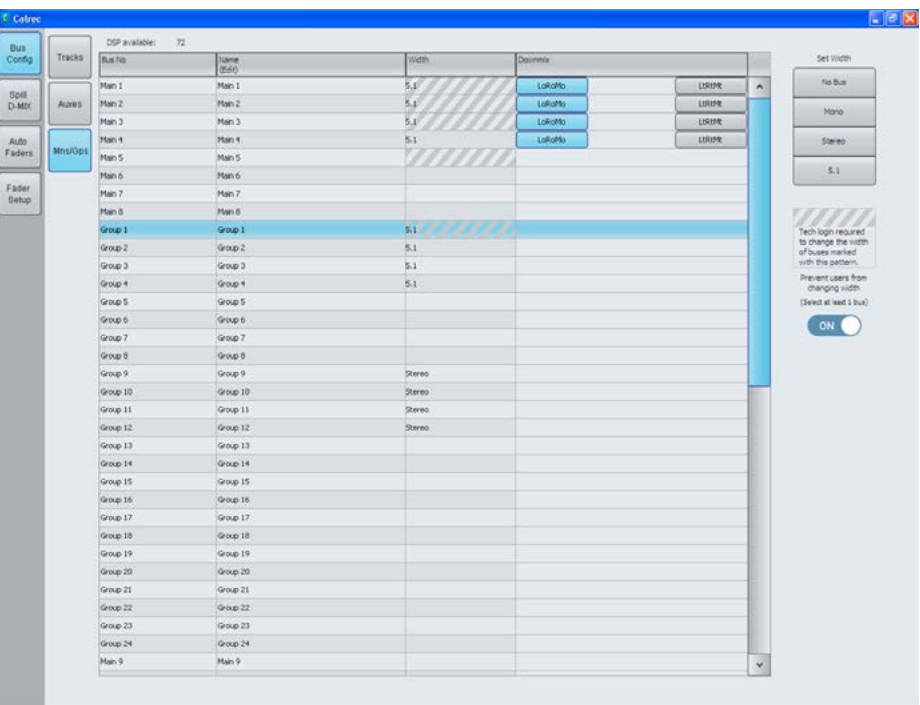 Calrec
Bus
Config
Spill
D-MIX
Auto
Faders
Fader
Setup
Tracks
Auxes
Mns/Gps
DSP available: 72
Bus No Name Width Downmix
(Edit)
Main 1 Main 1 5.1 LoRoMo LtRtMt
Main 2 Main 2 5.1 LoRoMo LtRtMt
Main 3 Main 3 5.1 LoRoMo LtRtMt
Main 4 Main 4 5.1 LoRoMo LtRtMt
Main 5 Main 5
Main 6 Main 6
Main 7 Main 7
Main 8 Main 8
Group 1 Group 1 5.1
Group 2 Group 2 5.1
Group 3 Group 3 5.1
Group 4 Group 4 5.1
Group 5 Group 5
Group 6 Group 6
Group 7 Group 7
Group 8 Group 8
Group 9 Group 9 Stereo
Group 10 Group 10 Stereo
Group 11 Group 11 Stereo
Group 12 Group 12 Stereo
Group 13 Group 13
Group 14 Group 14
Group 15 Group 15
Group 16 Group 16
Group 17 Group 17
Group 18 Group 18
Group 19 Group 19
Group 20 Group 20
Group 21 Group 21
Group 22 Group 22
Group 23 Group 23
Group 24 Group 24
Main 9 Main 9
Set Width
No Bus
Mono
Stereo
5.1
Tech login required
to change the width
of buses marked
with this pattern.
Prevent users from
changing width
(Select at least 1 bus)
ON